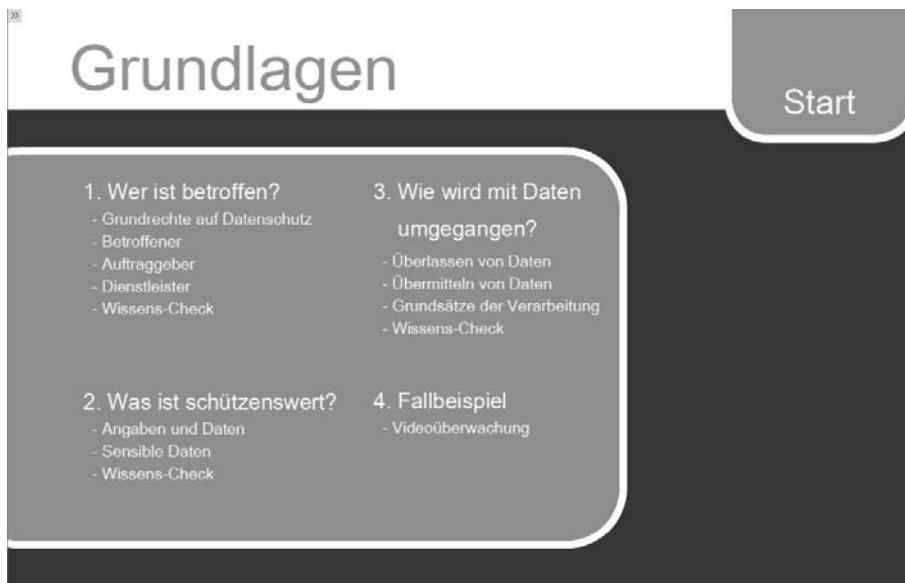 »
Grundlagen
Start
1. Wer ist betroffen?
- Grundrechte auf Datenschutz
- Betroffener
- Auftraggeber
- Dienstleister
- Wissens-Check
2. Was ist schützenswert?
- Angaben und Daten
- Sensible Daten
- Wissens-Check
3. Wie wird mit Daten
umgegangen?
- Überlassen von Daten
- Übermitteln von Daten
- Grundsätze der Verarbeitung
- Wissens-Check
4. Fallbeispiel
- Videoüberwachung